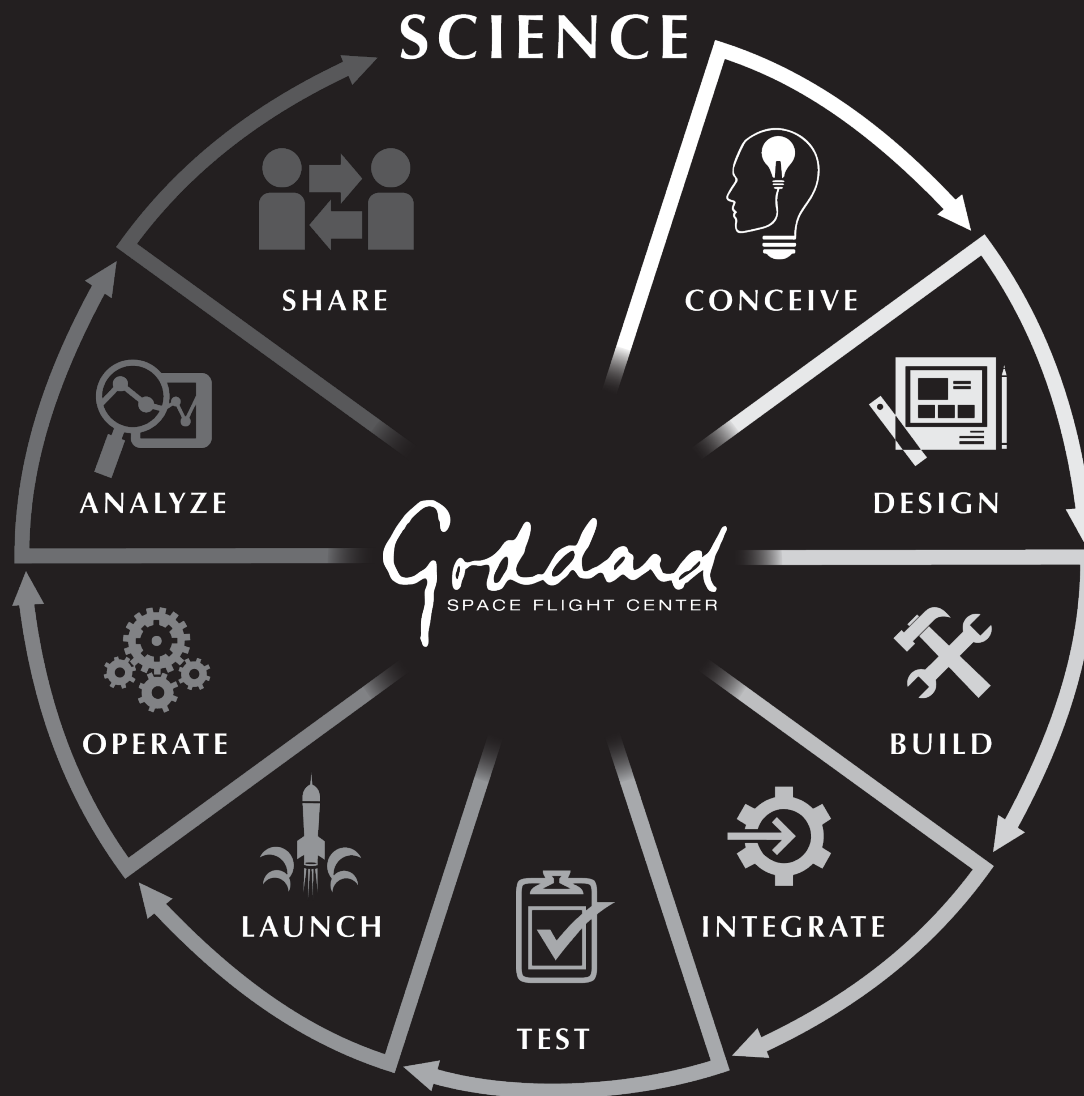 SCIENCE
CONCEIVE
DESIGN
BUILD
INTEGRATE
TEST
LAUNCH
OPERATE
ANALYZE
SHARE
Goddard
SPACE FLIGHT CENTER